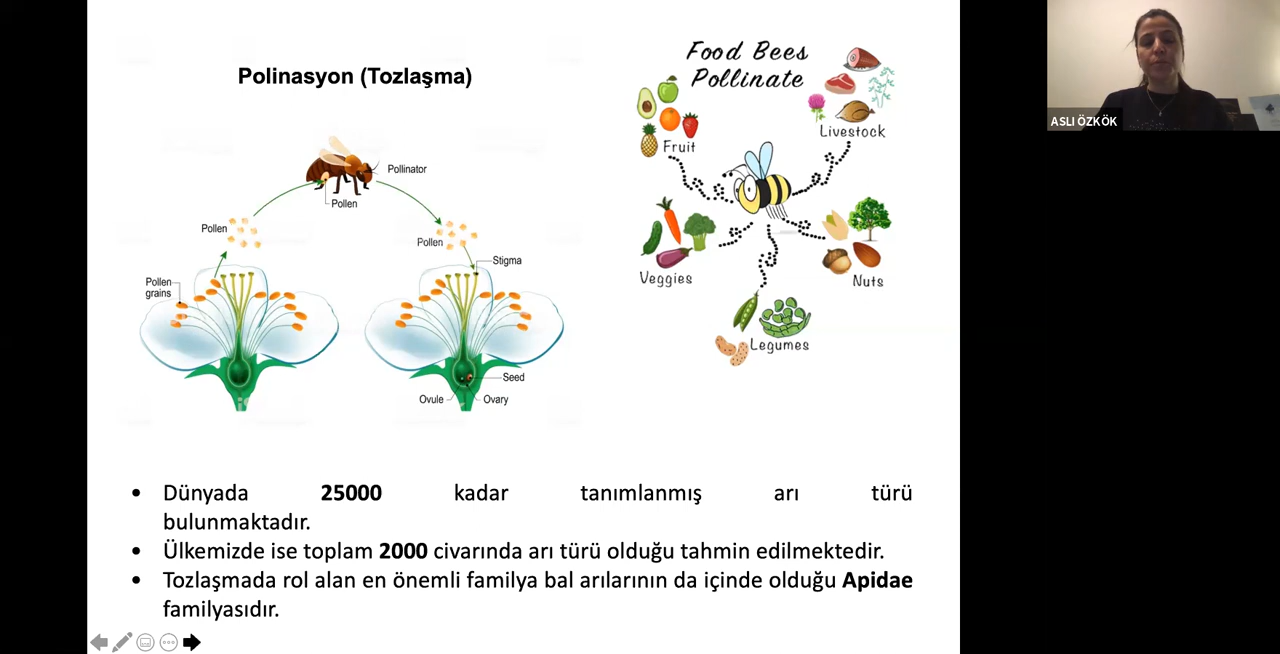 Polinasyon (Tozlaşma)
Pollinator
Pollen
Pollen
Pollen
Stigma
Pollen
grains
Seed
Ovule
Ovary
Food Bees
Pollinate
Fruit
Livestock
Veggies
Nuts
Legumes
ASLI ÖZKÖK
• Dünyada 25000 kadar tanımlanmış arı türü
bulunmaktadır.
• Ülkemizde ise toplam 2000 civarında arı türü olduğu tahmin edilmektedir.
• Tozlaşmada rol alan en önemli familya bal arılarının da içinde olduğu Apidae
familyasıdır.